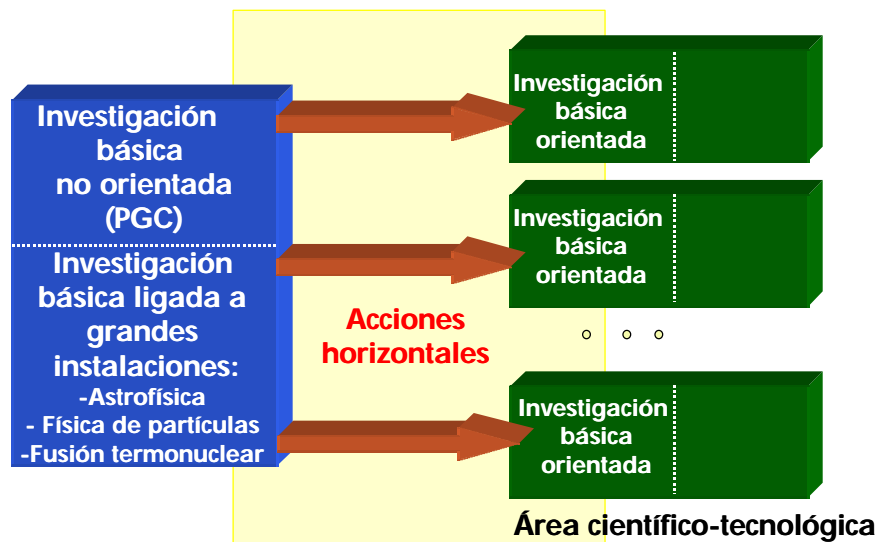 Investigación
básica
no orientada
(PGC)
Investigación
básica ligada a
grandes
instalaciones:
-Astrofísica
- Física de partículas
-Fusión termonuclear
Acciones
horizontales
Investigación
básica
orientada
Investigación
básica
orientada
Investigación
básica
orientada
Área científico-tecnológica